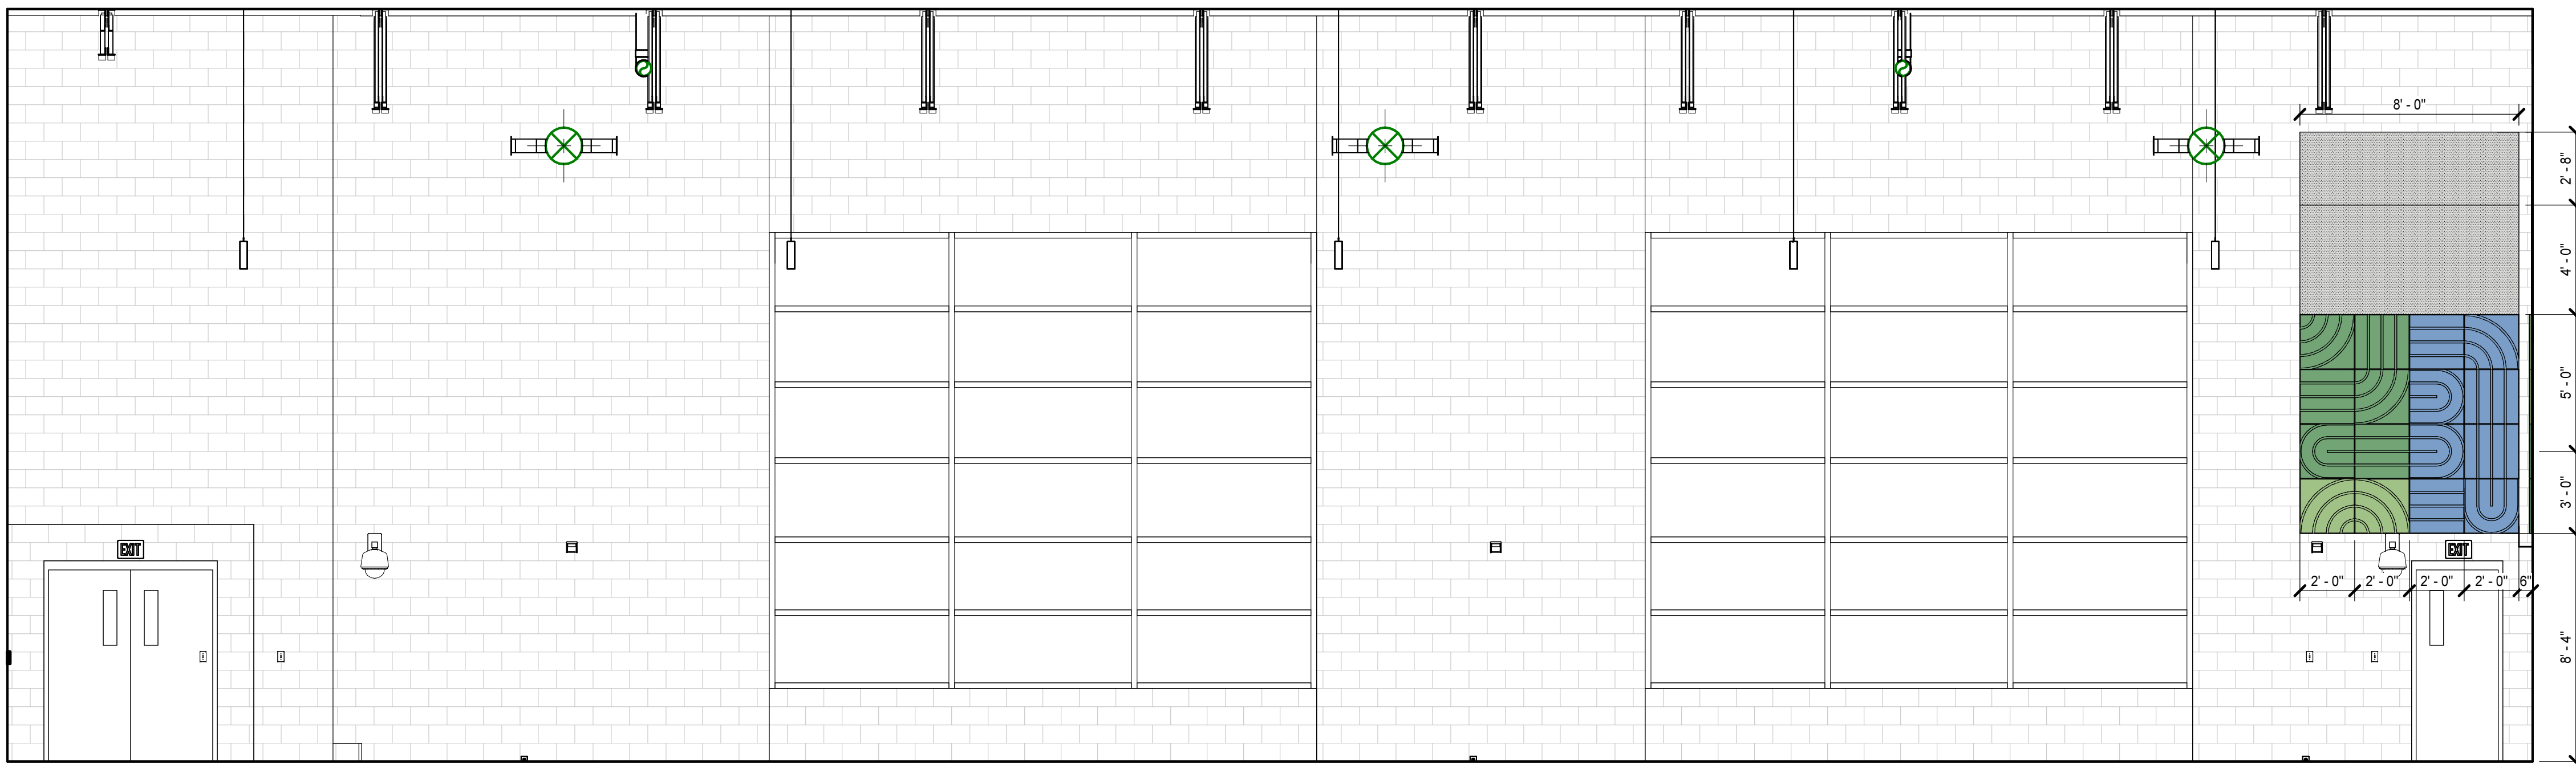 8' - 0"
2' - 8"
4' - 0"
5' - 0"
3' - 0"
EXIT
EXIT
2' - 0"
2' - 0"
2' - 0"
2' - 0"
6"
8' - 4"